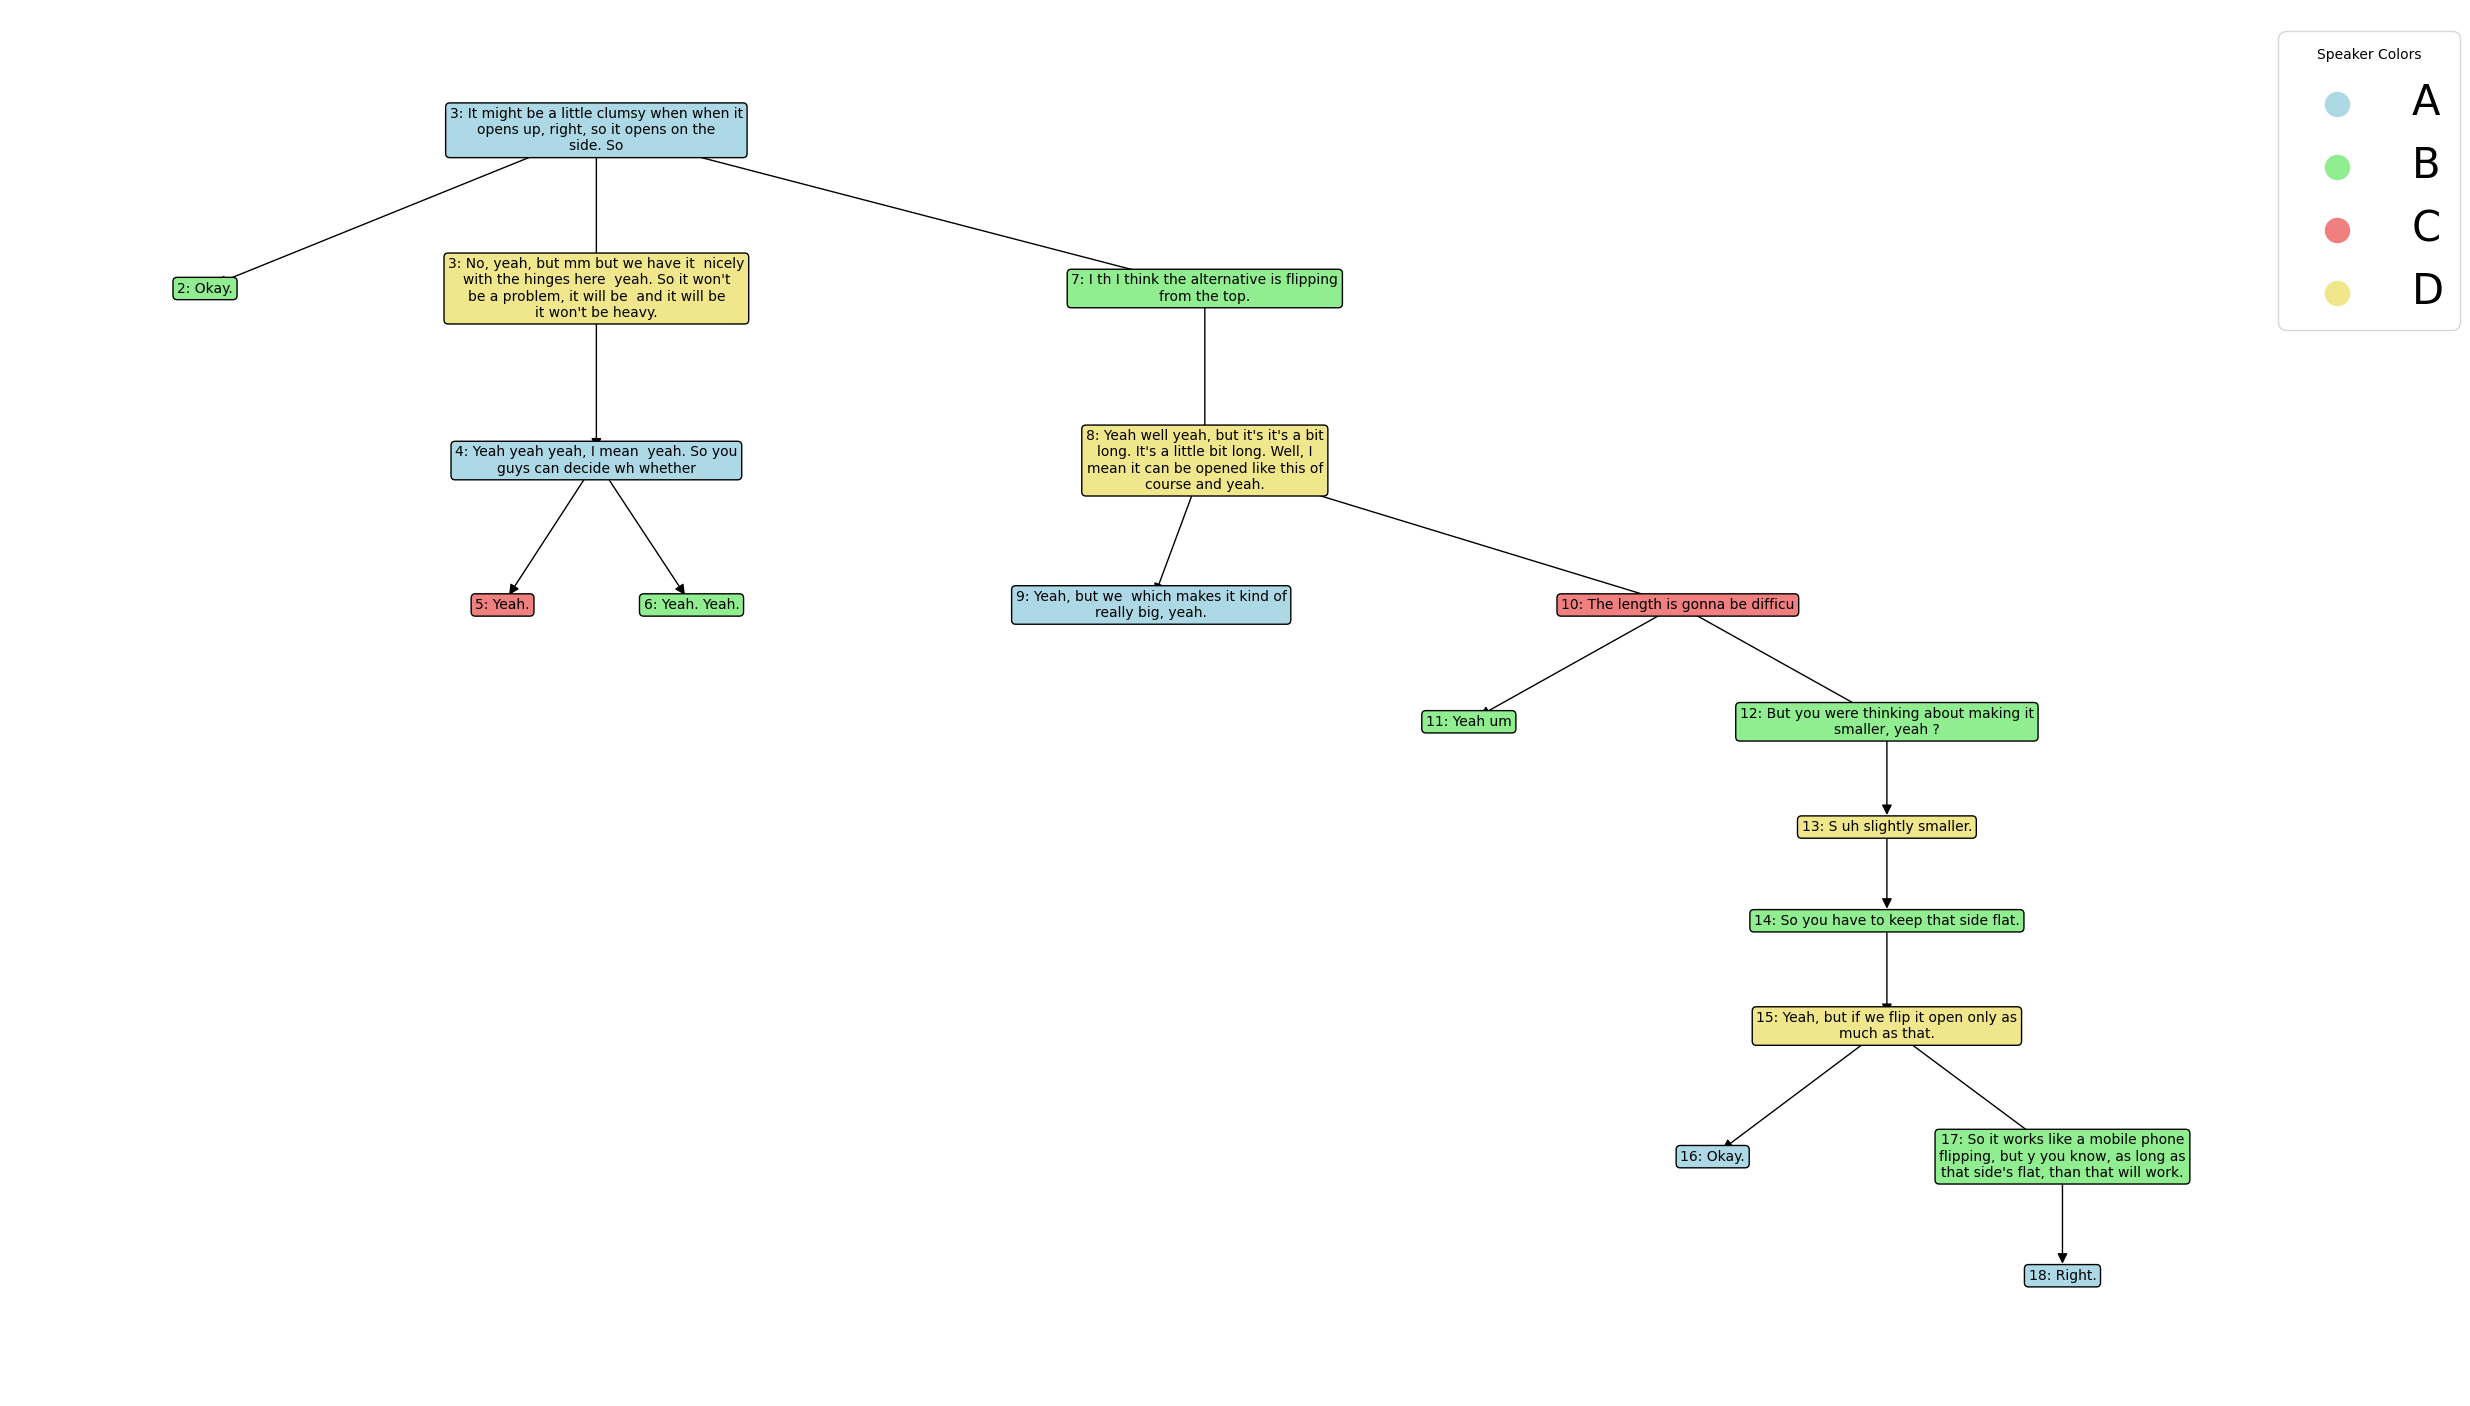 Speaker Colors
A
B
C
D
3: It might be a little clumsy when when it
opens up, right, so it opens on the
side. So
2: Okay.
3: No, yeah, but mm but we have it  nicely
with the hinges here  yeah. So it won't
be a problem, it will be  and it will be
it won't be heavy.
7: I th I think the alternative is flipping
from the top.
4: Yeah yeah yeah, I mean  yeah. So you
guys can decide wh whether
8: Yeah well yeah, but it's it's a bit
long. It's a little bit long. Well, I
mean it can be opened like this of
course and yeah.
5: Yeah.
6: Yeah. Yeah.
9: Yeah, but we  which makes it kind of
really big, yeah.
10: The length is gonna be difficu
11: Yeah um
12: But you were thinking about making it
smaller, yeah ?
13: S uh slightly smaller.
14: So you have to keep that side flat.
15: Yeah, but if we flip it open only as
much as that.
16: Okay.
17: So it works like a mobile phone
flipping, but y you know, as long as
that side's flat, than that will work.
18: Right.